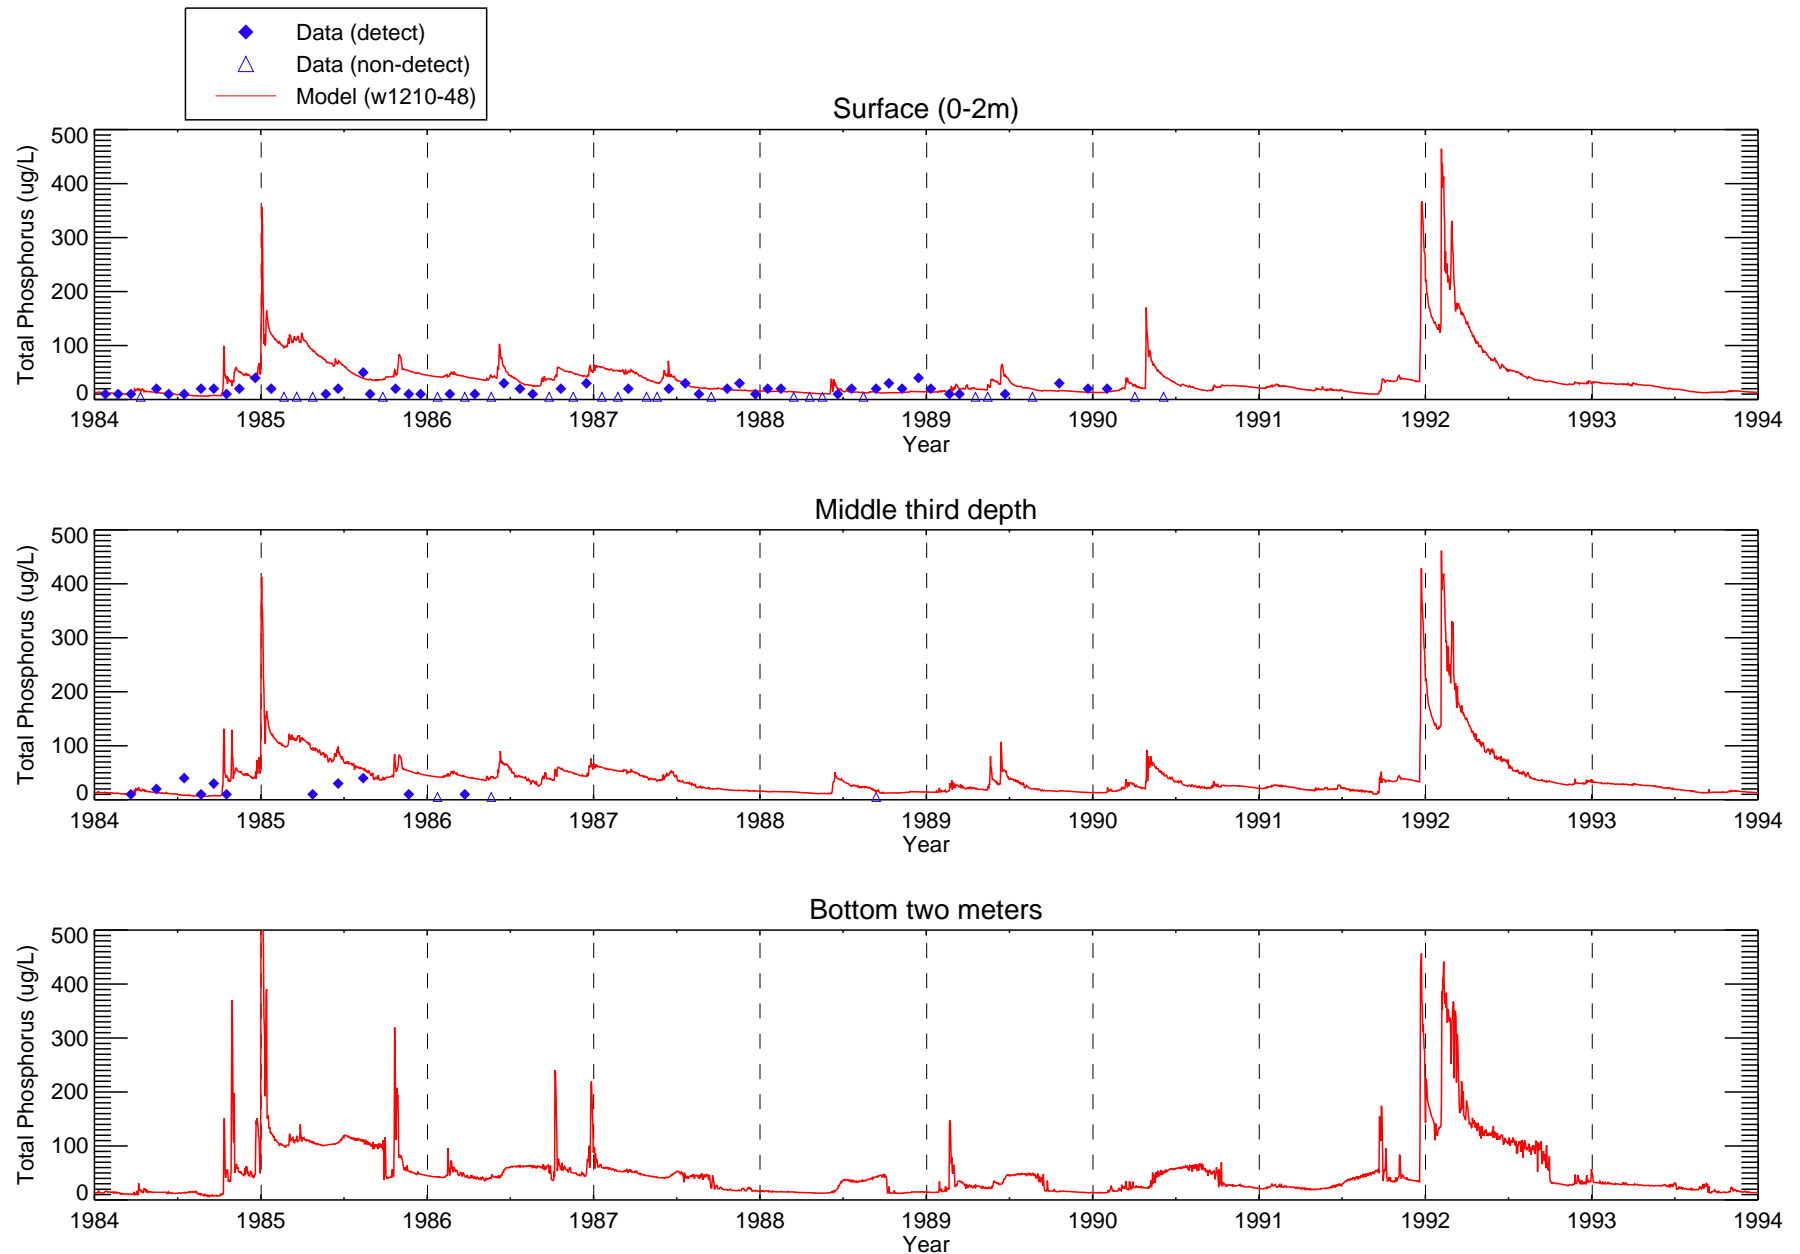 Data (detect)
Data (non-detect)
Model (w1210-48)
Surface (0-2m)
Total Phosphorus (ug/L)
500
400
300
200
100
0
1984 1985 1986 1987 1988 1989 1990 1991 1992 1993 1994
Year
Middle third depth
Total Phosphorus (ug/L)
500
400
300
200
100
0
1984 1985 1986 1987 1988 1989 1990 1991 1992 1993 1994
Year
Bottom two meters
Total Phosphorus (ug/L)
500
400
300
200
100
0
1984 1985 1986 1987 1988 1989 1990 1991 1992 1993 1994
Year